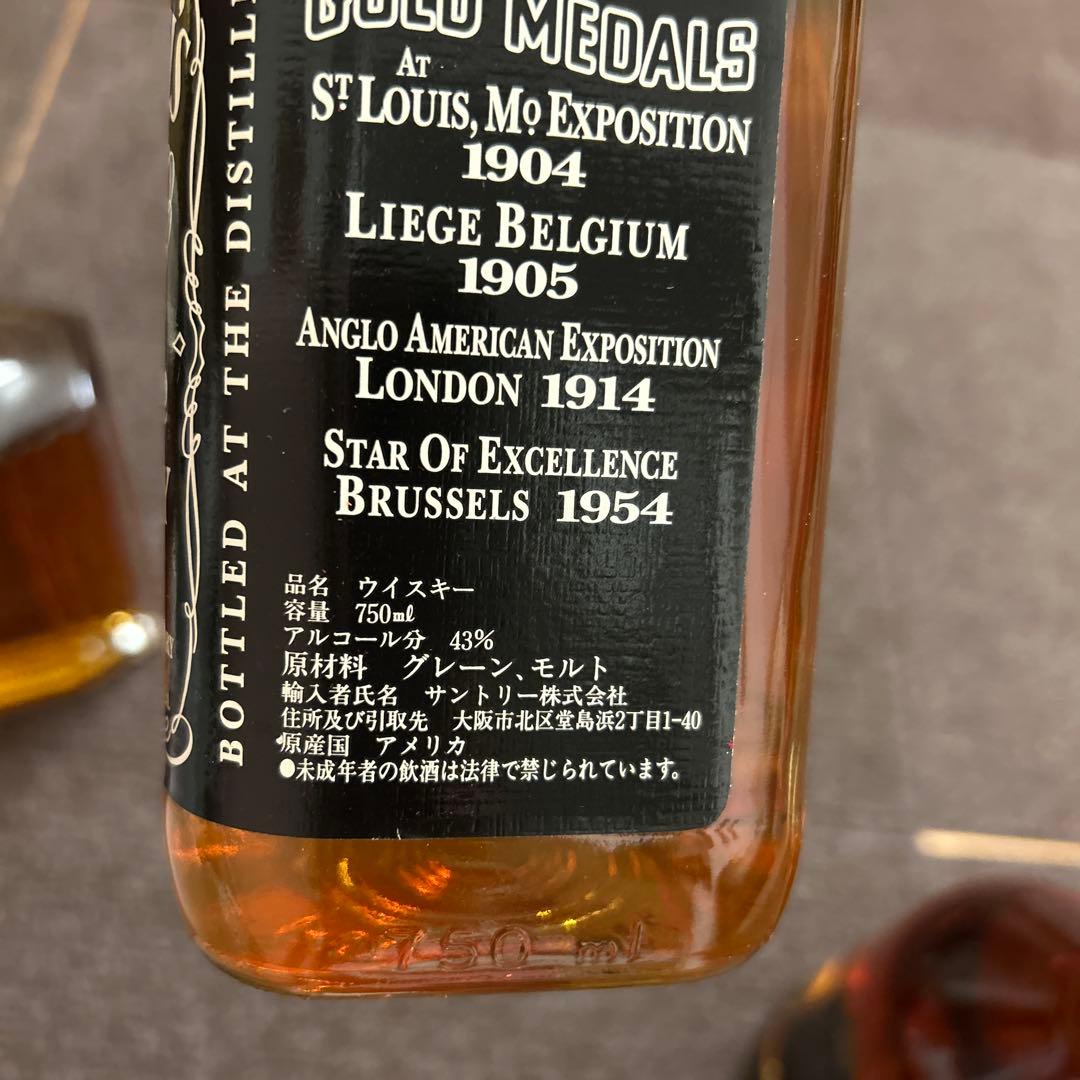 GOLD MEDALS
AT
ST LOUIS, MO EXPOSITION
1904
LIEGE BELGIUM
1905
ANGLO AMERICAN EXPOSITION
LONDON 1914
STAR OF EXCELLENCE
BRUSSELS 1954
品名 ウイスキー
容量 750ml
アルコール分 43%
原材料 グレーン、モルト
輸入者氏名 サントリー株式会社
住所及び引取先 大阪市北区堂島浜2丁目1-40
原産国 アメリカ
●未成年者の飲酒は法律で禁じられています。
BOTTLED AT THE
750 ml